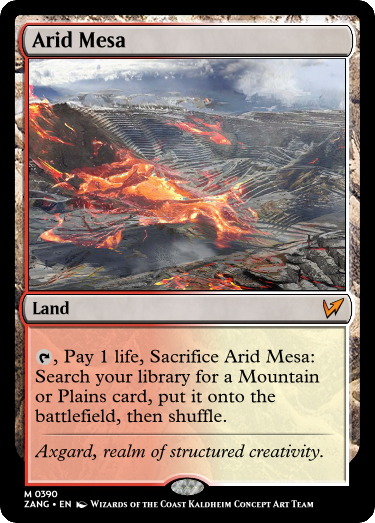 Arid Mesa
Land
, Pay 1 life, Sacrifice Arid Mesa:
Search your library for a Mountain
or Plains card, put it onto the
battlefield, then shuffle.
Axgard, realm of structured creativity.
M 0390
ZANG • EN Wizards of the Coast Kaldheim Concept Art Team